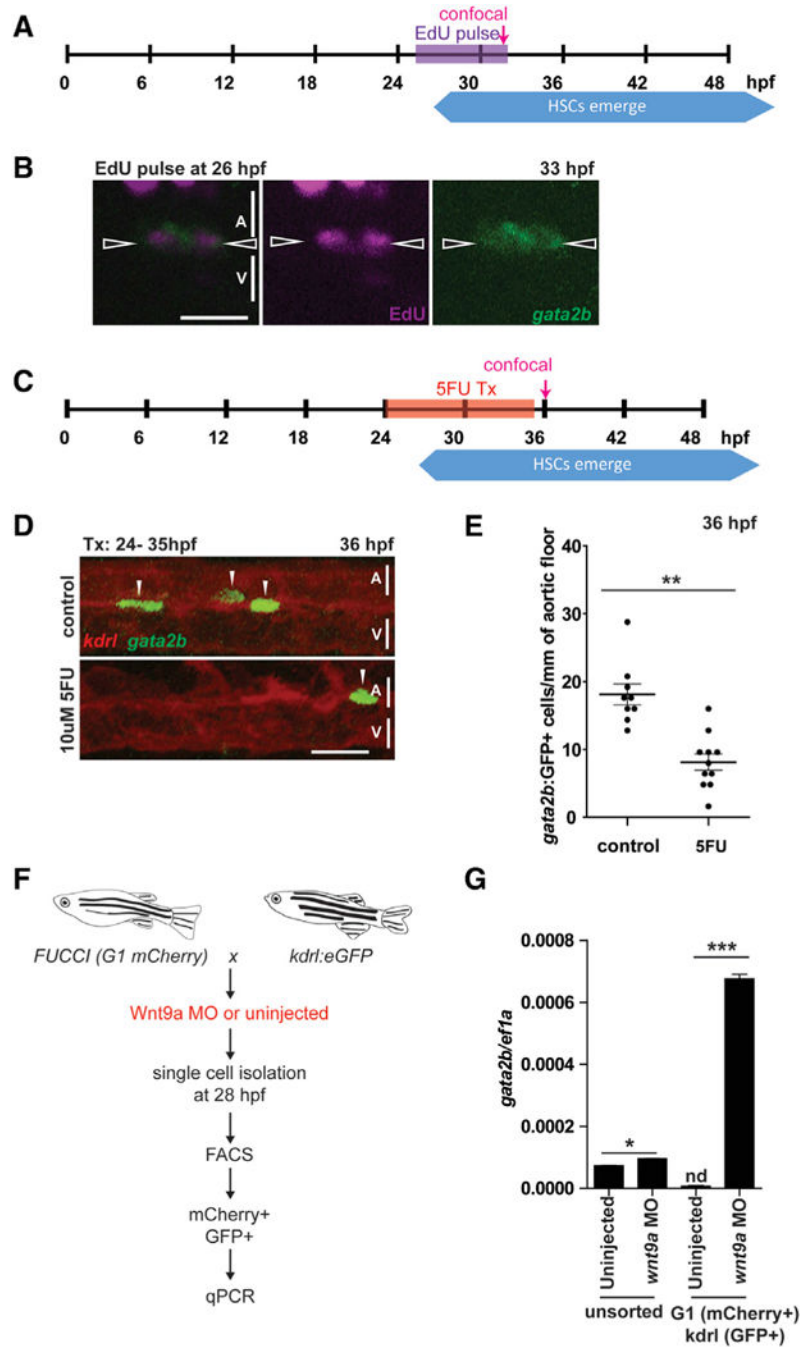 A
confocal
EdU pulse
0 6 12 18 24 30 36 42 48 hpf
HSCs emerge
B
EdU pulse at 26 hpf 33 hpf
A
V
EdU
gata2b
C
confocal
5FU Tx
0 6 12 18 24 30 36 42 48 hpf
HSCs emerge
D
Tx: 24- 35hpf 36 hpf
control
A
V
kdrl gata2b
10uM 5FU
A
V
E
36 hpf
**
gata2b:GFP+ cells/mm of aortic floor
40
30
20
10
0
control 5FU
F
FUCCI (G1 mCherry) x kdrl:eGFP
Wnt9a MO or uninjected
single cell isolation
at 28 hpf
FACS
mCherry+
GFP+
qPCR
G
gata2b/ef1a
0.0008
0.0006
0.0004
0.0002
0.0000
*
nd
***
Uninjected
wnt9a MO
Uninjected
wnt9a MO
unsorted
G1 (mCherry+)
kdrl (GFP+)